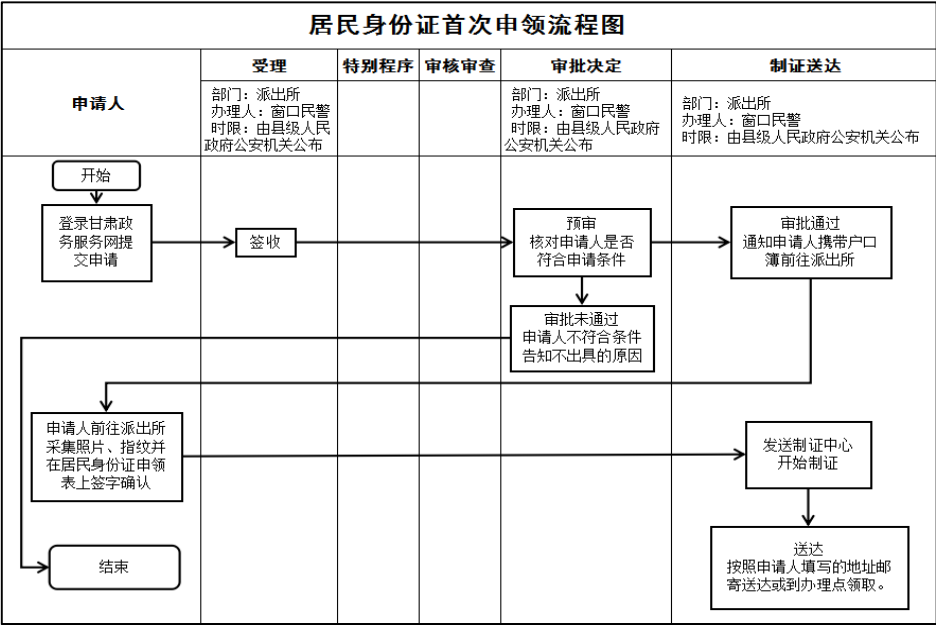 居民身份证首次申领流程图
申请人
受理
特别程序
审核审查
审批决定
制证送达
部门：派出所
办理人：窗口民警
时限：由县级人民
政府公安机关公布
部门：派出所
办理人：窗口民警
时限：由县级人民政府
公安机关公布
部门：派出所
办理人：窗口民警
时限：由县级人民政府公安机关公布
开始
登录甘肃政
务服务网提
交申请
签收
预审
核对申请人是否
符合申请条件
审批通过
通知申请人携带户口
簿前往派出所
审批未通过
申请人不符合条件
告知不出具的原因
申请人前往派出所
采集照片、指纹并
在居民身份证申领
表上签字确认
发送制证中心
开始制证
结束
送达
按照申请人填写的地址邮
寄送达或到办理点领取。